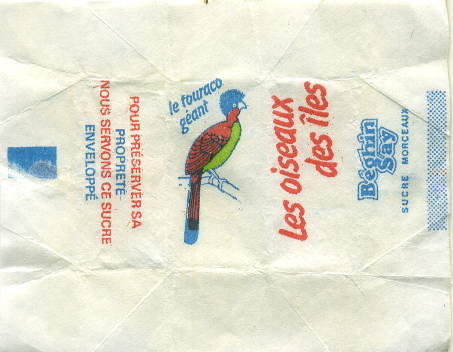 Béghin
Say
SUCRE MORCEAUX
Les oiseaux
des îles
le touraco
géant
POUR PRÉSERVER SA
PROPRETÉ
NOUS SERVONS CE SUCRE
ENVELOPPÉ